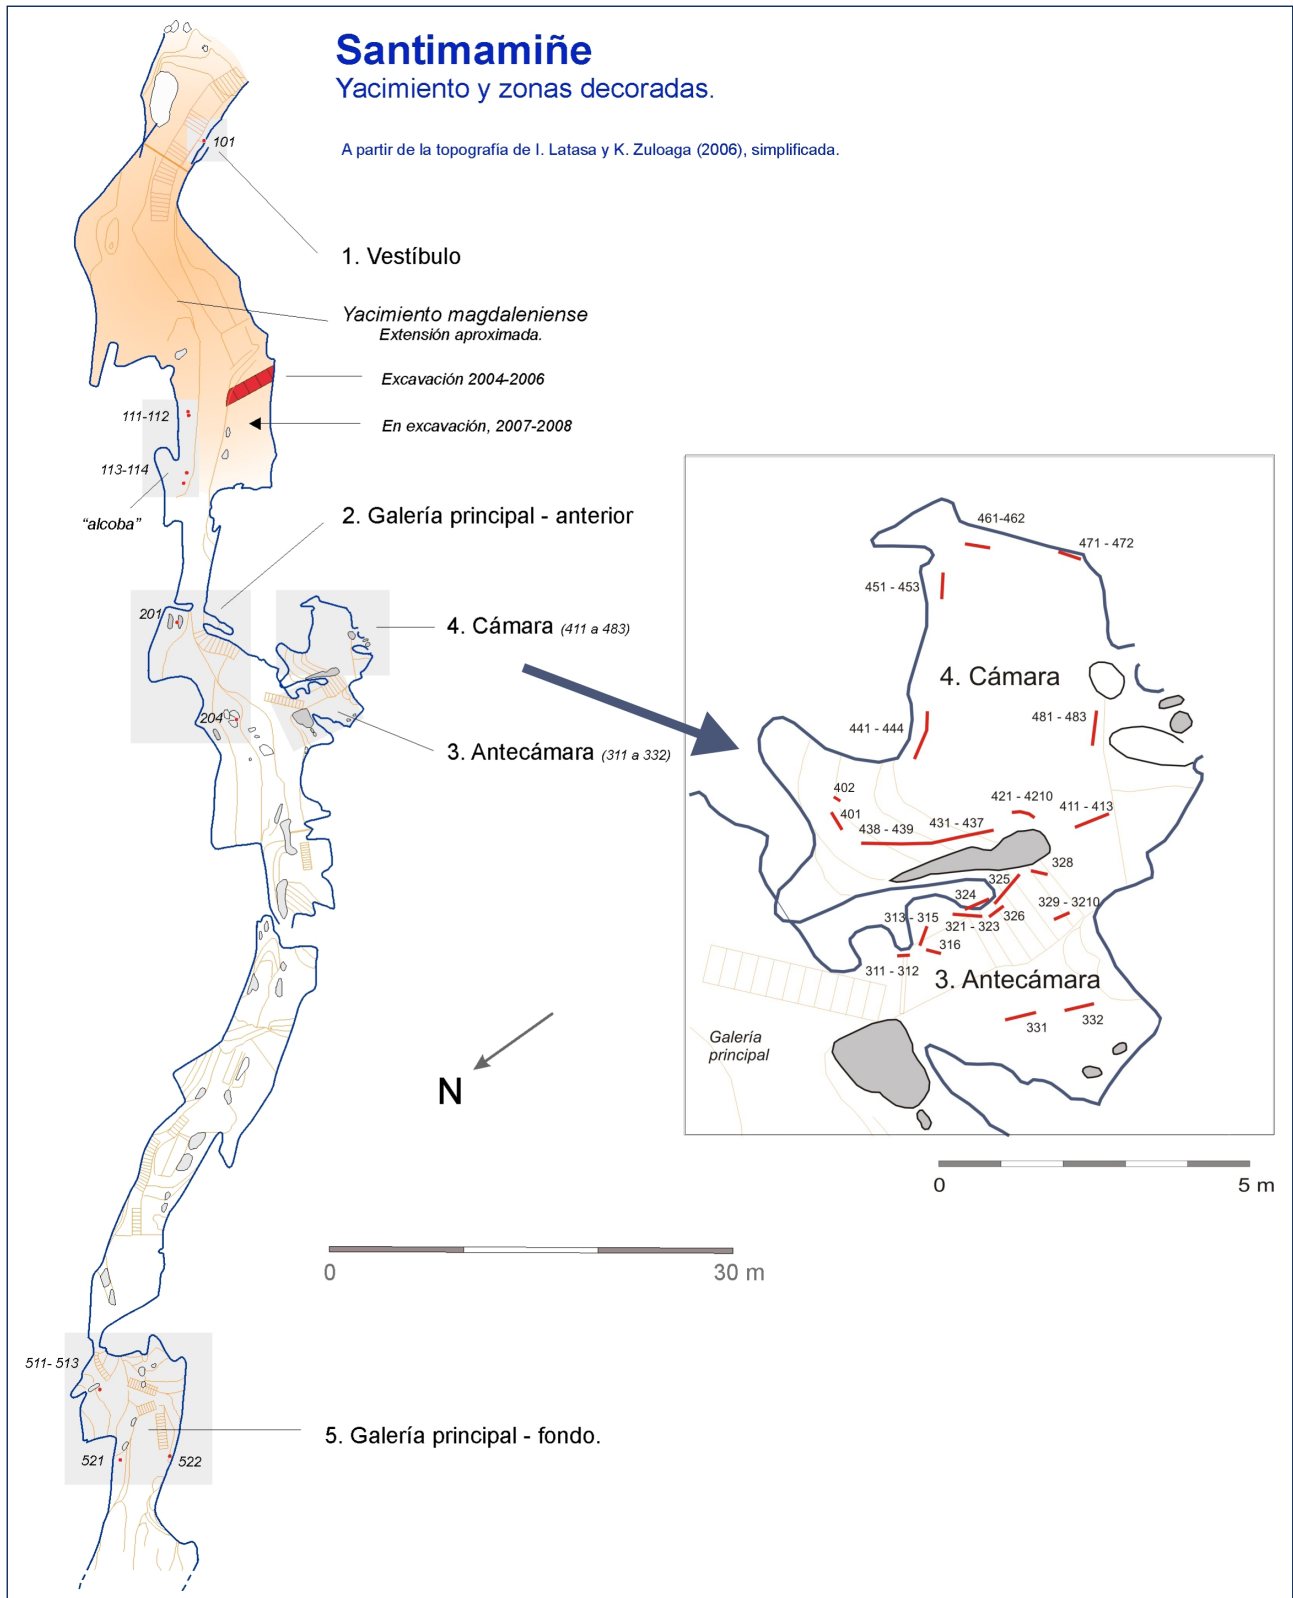 Santimamiñe
Yacimiento y zonas decoradas.
A partir de la topografía de I. Latasa y K. Zuloaga (2006), simplificada.
101
1. Vestíbulo
Yacimiento magdaleniense
Extensión aproximada.
Excavación 2004-2006
En excavación, 2007-2008
111-112
113-114
"alcoba"
2. Galería principal - anterior
201
204
4. Cámara (411 a 483)
3. Antecámara (311 a 332)
461-462
471 - 472
451 - 453
4. Cámara
441 - 444
481 - 483
402
401
438 - 439
431 - 437
421 - 4210
411 - 413
328
325
324
329 - 3210
313 - 315
321 - 323
326
316
311 - 312
3. Antecámara
331
332
Galería
principal
N
0
5 m
0
30 m
511- 513
5. Galería principal - fondo.
521
522